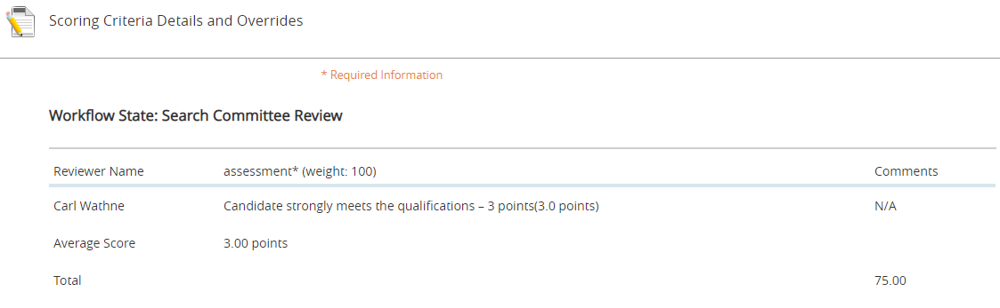 Scoring Criteria Details and Overrides
* Required Information
Workflow State: Search Committee Review
Reviewer Name assessment* (weight: 100) Comments
Carl Wathne Candidate strongly meets the qualifications – 3 points(3.0 points) N/A
Average Score 3.00 points
Total 75.00